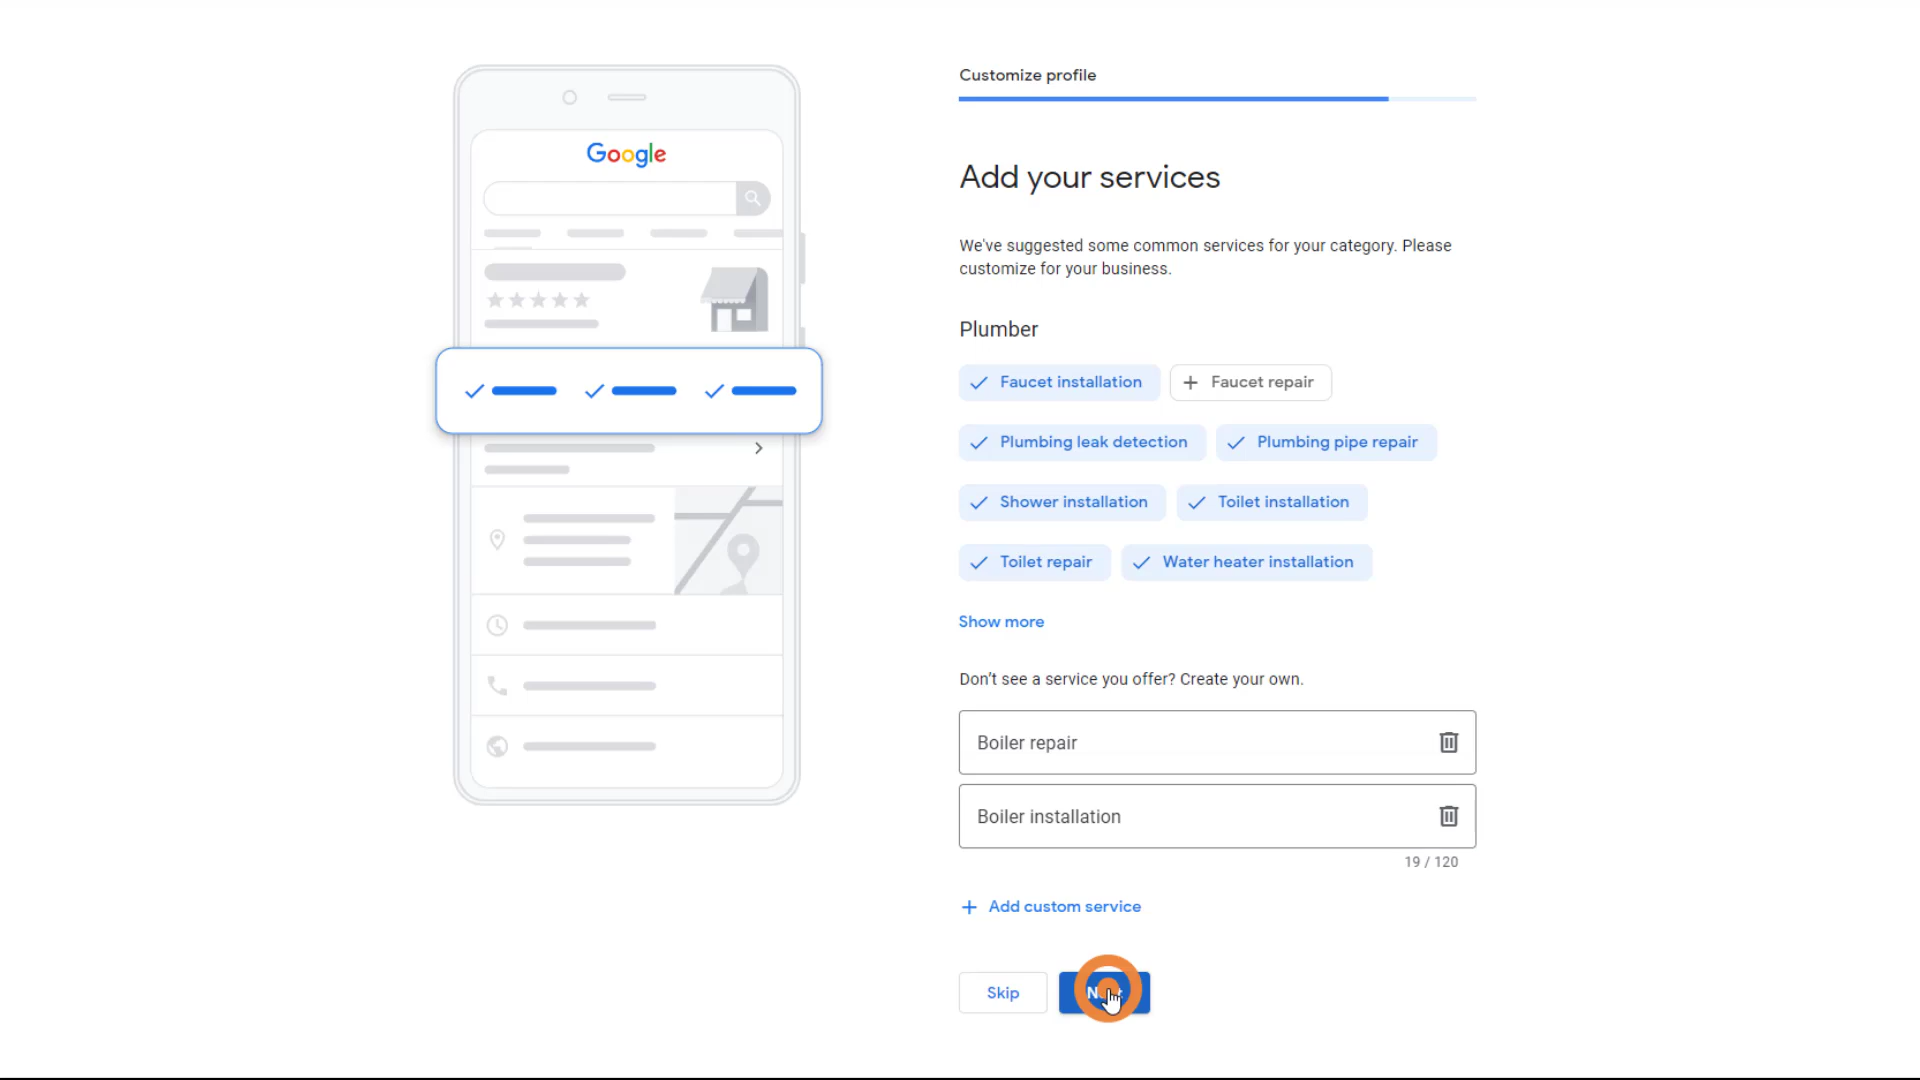 Google
Customize profile
Add your services
We've suggested some common services for your category. Please
customize for your business.
Plumber
Faucet installation
Faucet repair
Plumbing leak detection
Plumbing pipe repair
Shower installation
Toilet installation
Toilet repair
Water heater installation
Show more
Don't see a service you offer? Create your own.
Boiler repair
Boiler installation
19 / 120
Add custom service
Skip